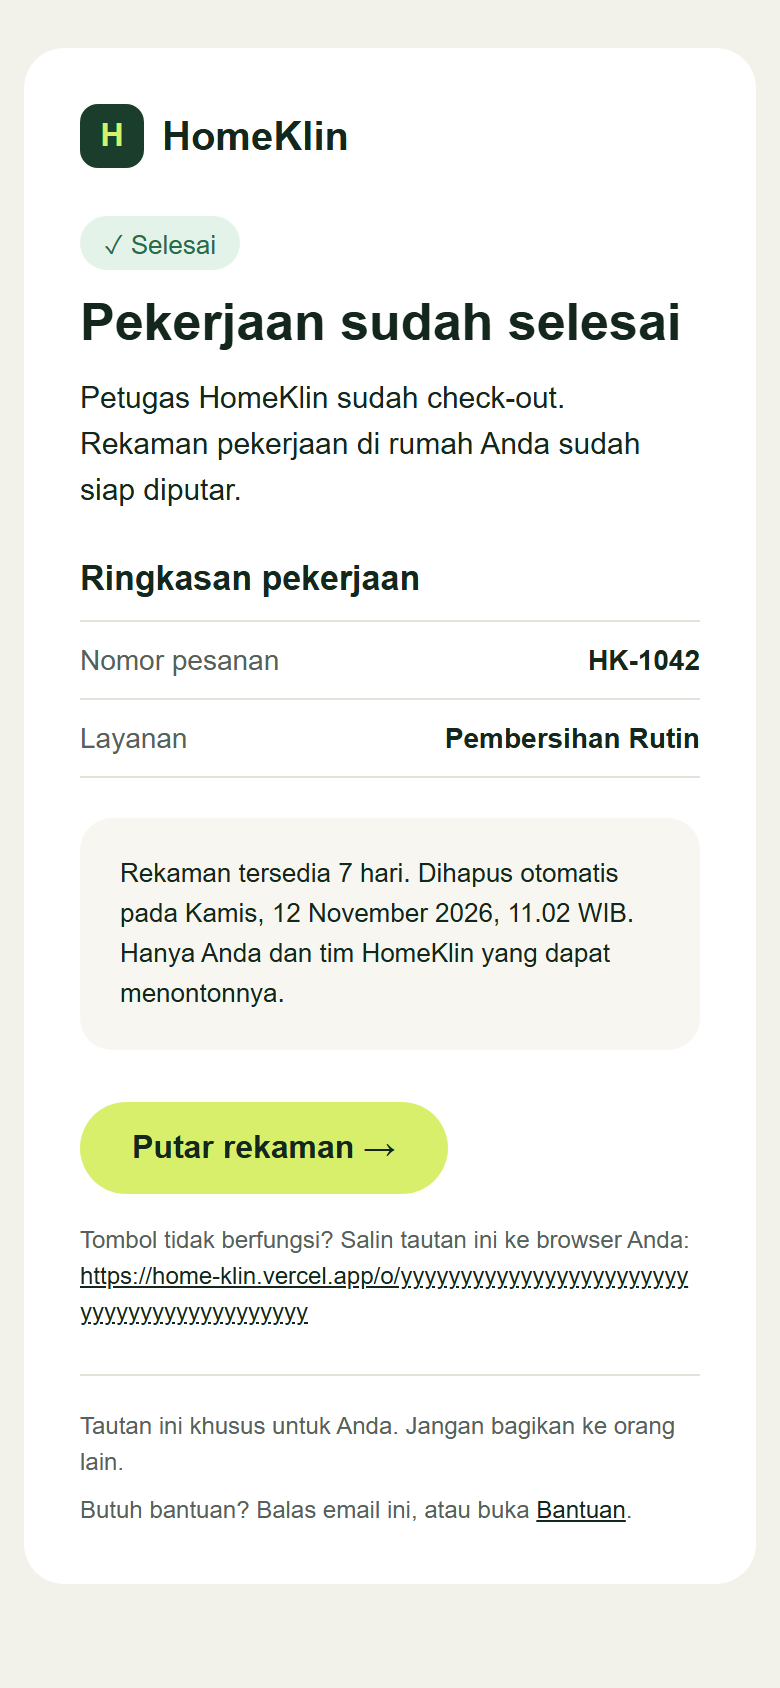 H HomeKlin
✓ Selesai
Pekerjaan sudah selesai
Petugas HomeKlin sudah check-out.
Rekaman pekerjaan di rumah Anda sudah
siap diputar.
Ringkasan pekerjaan
Nomor pesanan HK-1042
Layanan Pembersihan Rutin
Rekaman tersedia 7 hari. Dihapus otomatis
pada Kamis, 12 November 2026, 11.02 WIB.
Hanya Anda dan tim HomeKlin yang dapat
menontonnya.
Putar rekaman →
Tombol tidak berfungsi? Salin tautan ini ke browser Anda:
https://home-klin.vercel.app/o/yyyyyyyyyyyyyyyyyyyyyyyy
yyyyyyyyyyyyyyyyyyy
Tautan ini khusus untuk Anda. Jangan bagikan ke orang
lain.
Butuh bantuan? Balas email ini, atau buka Bantuan.